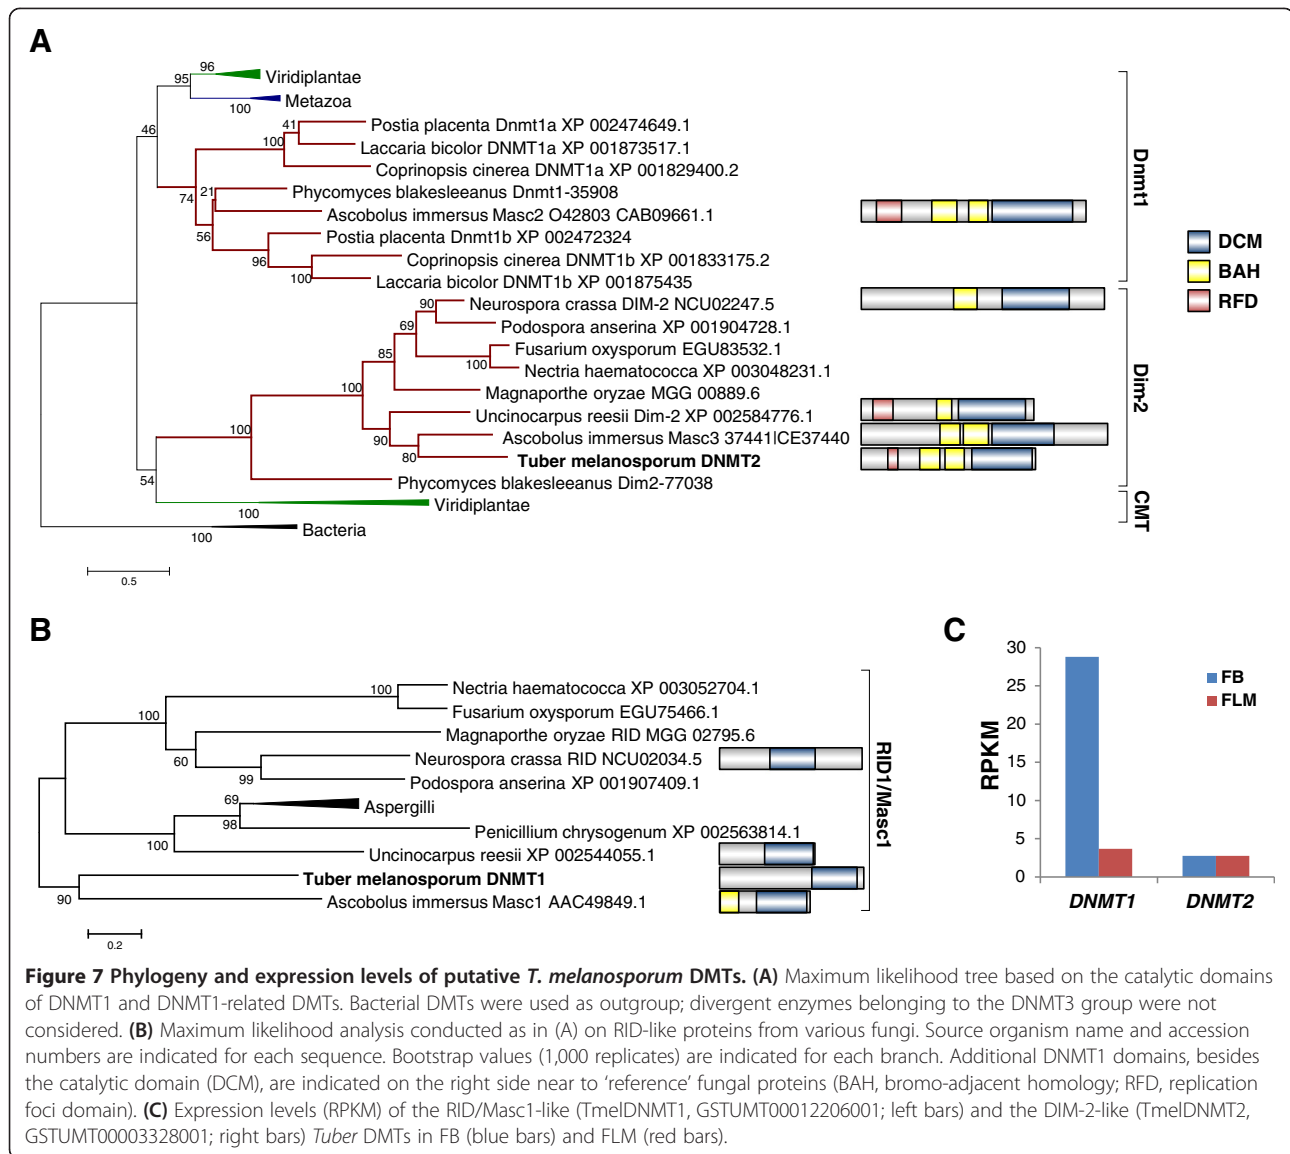 A
96
Viridiplantae
95
100
Metazoa
46
41
Postia placenta Dnmt1a XP 002474649.1
100
Laccaria bicolor DNMT1a XP 001873517.1
Coprinopsis cinerea DNMT1a XP 001829400.2
74
21
Phycomyces blakesleeanus Dnmt1-35908
Ascobolus immersus Masc2 O42803 CAB09661.1
56
Postia placenta Dnmt1b XP 002472324
96
Coprinopsis cinerea DNMT1b XP 001833175.2
100
Laccaria bicolor DNMT1b XP 001875435
Dnmt1
DCM
BAH
RFD
90
Neurospora crassa DIM-2 NCU02247.5
69
Podospora anserina XP 001904728.1
85
Fusarium oxysporum EGU83532.1
100
Nectria haematococca XP 003048231.1
100
Magnaporthe oryzae MGG 00889.6
Uncinocarpus reesii Dim-2 XP 002584776.1
100
90
Ascobolus immersus Masc3 37441|CE37440
80
Tuber melanosporum DNMT2
Phycomyces blakesleeanus Dim2-77038
Dim-2
54
100
Viridiplantae
CMT
100
Bacteria
0.5
B
100
Nectria haematococca XP 003052704.1
100
Fusarium oxysporum EGU75466.1
Magnaporthe oryzae RID MGG 02795.6
60
Neurospora crassa RID NCU02034.5
99
Podospora anserina XP 001907409.1
69
Aspergilli
98
Penicillium chrysogenum XP 002563814.1
100
Uncinocarpus reesii XP 002544055.1
Tuber melanosporum DNMT1
90
Ascobolus immersus Masc1 AAC49849.1
RID1/Masc1
0.2
C
RPKM
30
25
20
15
10
5
0
FB
FLM
DNMT1
DNMT2
Figure 7 Phylogeny and expression levels of putative T. melanosporum DMTs. (A) Maximum likelihood tree based on the catalytic domains
of DNMT1 and DNMT1-related DMTs. Bacterial DMTs were used as outgroup; divergent enzymes belonging to the DNMT3 group were not
considered. (B) Maximum likelihood analysis conducted as in (A) on RID-like proteins from various fungi. Source organism name and accession
numbers are indicated for each sequence. Bootstrap values (1,000 replicates) are indicated for each branch. Additional DNMT1 domains, besides
the catalytic domain (DCM), are indicated on the right side near to ‘reference’ fungal proteins (BAH, bromo-adjacent homology; RFD, replication
foci domain). (C) Expression levels (RPKM) of the RID/Masc1-like (TmelDNMT1, GSTUMT00012206001; left bars) and the DIM-2-like (TmelDNMT2,
GSTUMT00003328001; right bars) Tuber DMTs in FB (blue bars) and FLM (red bars).